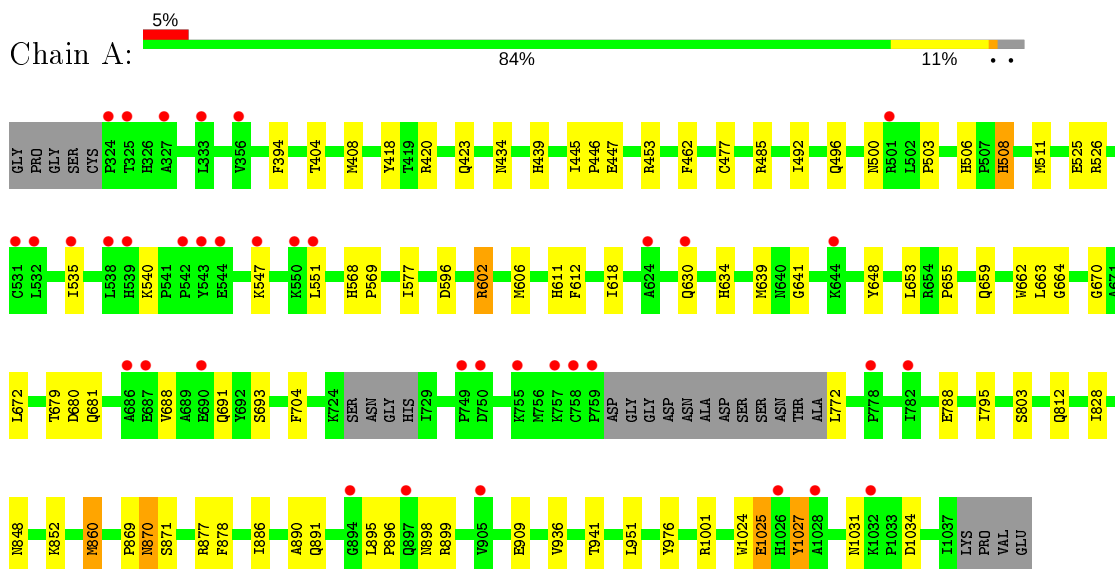 5%
Chain A:
84% 11% • •
GLY PRO GLY SER CYS P324 T325 H326 A327 L333 V356 F394 T404 M408 Y418 T419 R420 Q423 N434 H439 I445 P446 E447 R453 F462 C477 R485 I492 Q496 N500 R501 L502 P503 H506 P507 H508 M511 E525 R526
C531 L532 I535 L538 H539 K540 P541 P542 Y543 E544 K547 K550 L551 H568 P569 I577 D596 R602 M606 H611 F612 I618 A624 Q630 H634 M639 N640 G641 K644 Y648 L653 R654 P655 Q659 W662 L663 G664 G670 A671
L672 T679 D680 Q681 A686 E687 V688 A689 E690 Q691 Y692 S693 F704 K724 SER ASN GLY HIS I729 P749 D750 K755 M756 K757 C758 P759 ASP GLY GLY ASP ASN ALA ASP SER SER ASN THR ALA L772 P778 I782 E788 I795 S803 Q812 I828
N848 K852 M860 P869 N870 S871 R877 F878 I886 A890 Q891 G894 L895 P896 Q897 N898 R899 V905 E909 V936 T941 L951 Y976 R1001 W1024 E1025 H1026 Y1027 A1028 N1031 K1032 P1033 D1034 I1037 LYS PRO VAL GLU